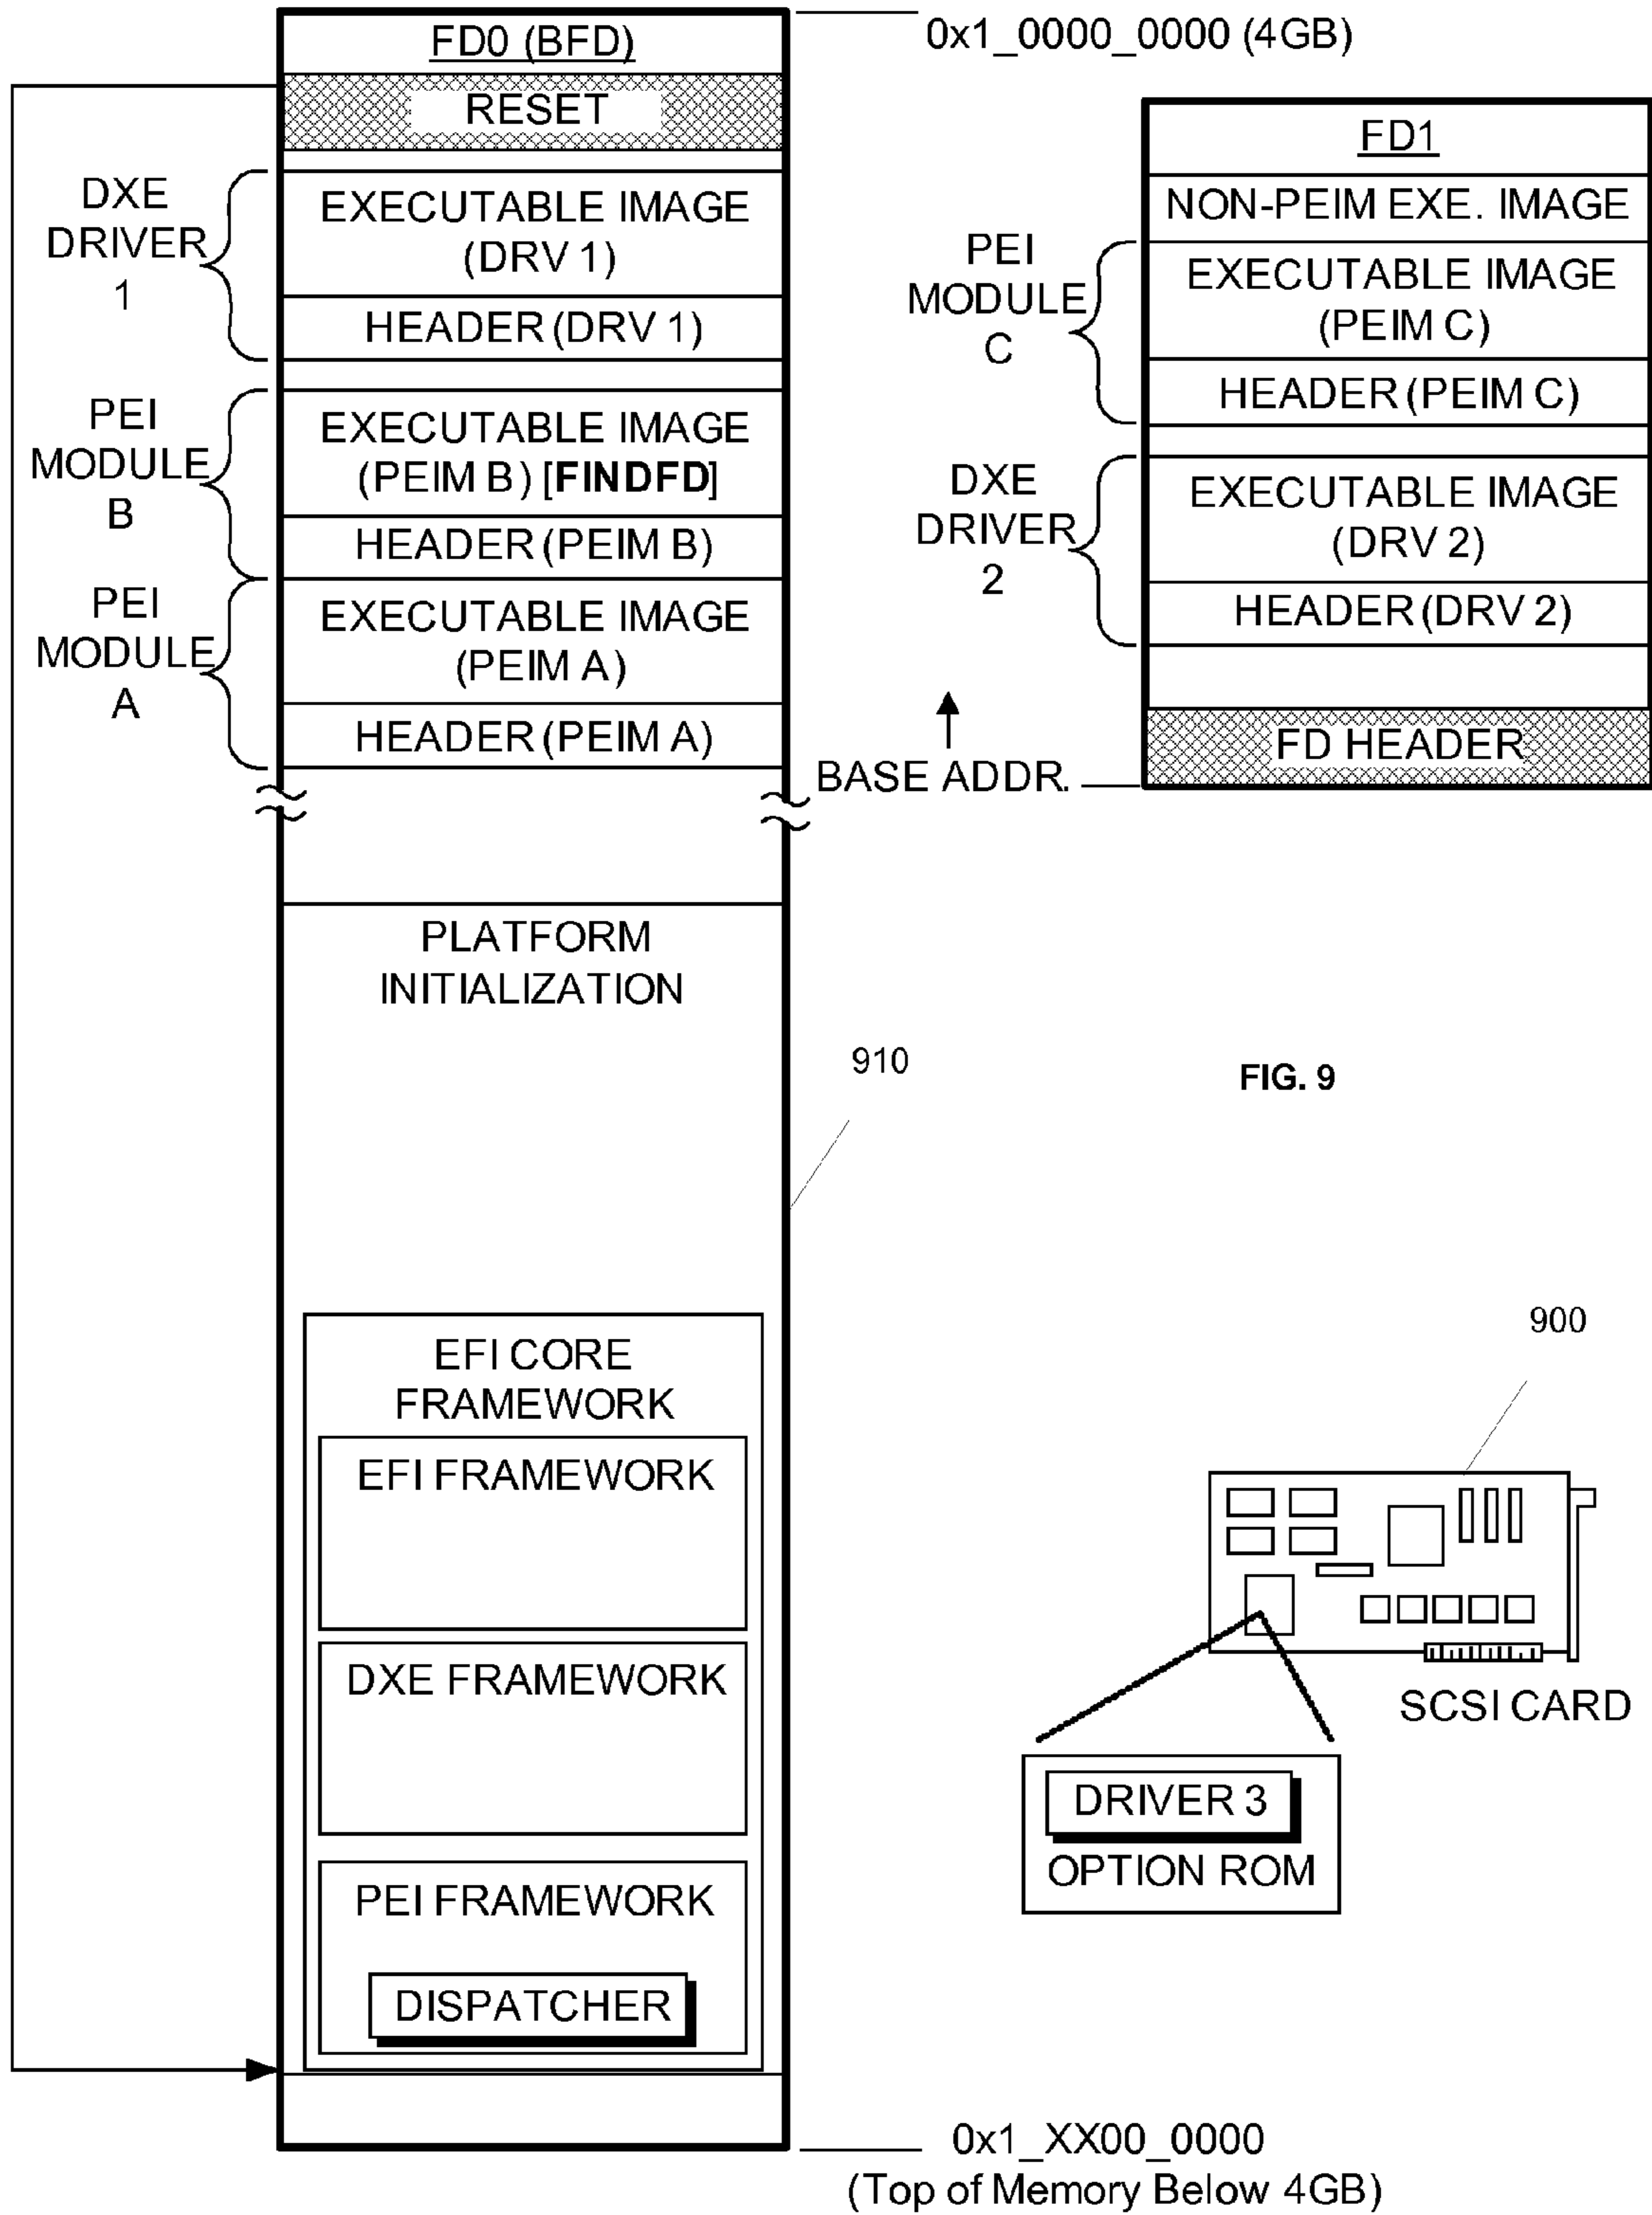 FD0 (BFD)
RESET
EXECUTABLE IMAGE
(DRV 1)
HEADER (DRV 1)
EXECUTABLE IMAGE
(PEIM B) [FINDFD]
HEADER (PEIM B)
EXECUTABLE IMAGE
(PEIM A)
HEADER (PEIM A)
DXE
DRIVER
1
PEI
MODULE
B
PEI
MODULE
A
PLATFORM
INITIALIZATION
EFI CORE
FRAMEWORK
EFI FRAMEWORK
DXE FRAMEWORK
PEI FRAMEWORK
DISPATCHER
0x1_0000_0000 (4GB)
FD1
NON-PEIM EXE. IMAGE
EXECUTABLE IMAGE
(PEIM C)
HEADER (PEIM C)
EXECUTABLE IMAGE
(DRV 2)
HEADER (DRV 2)
FD HEADER
PEI
MODULE
C
DXE
DRIVER
2
BASE ADDR.
910
FIG. 9
900
SCSI CARD
DRIVER 3
OPTION ROM
0x1_XX00_0000
(Top of Memory Below 4GB)